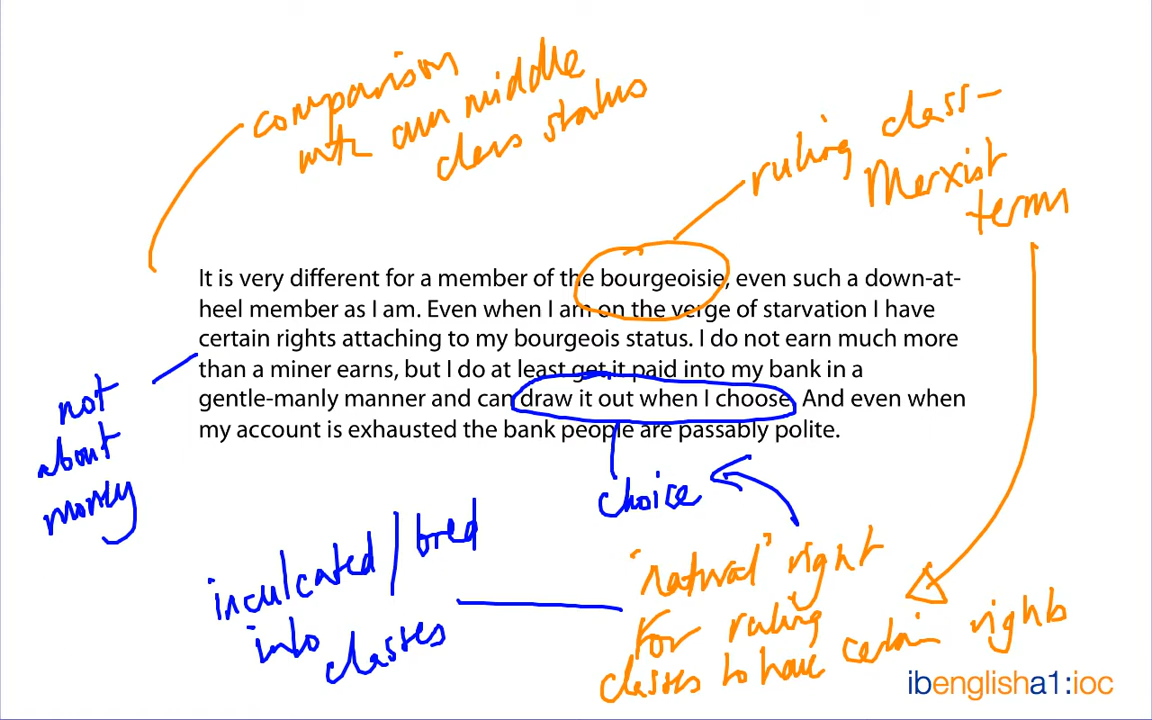 comparison
with own middle
class status
ruling class-
Marxist
terms
It is very different for a member of the bourgeoisie, even such a down-at-
heel member as I am. Even when I am on the verge of starvation I have
certain rights attaching to my bourgeois status. I do not earn much more
than a miner earns, but I do at least get it paid into my bank in a
gentle-manly manner and can draw it out when I choose. And even when
my account is exhausted the bank people are passably polite.
not
about
money
choice
inculcated/bred
into classes
'natural' right
for ruling
classes to have certain rights
ibenglisha1:ioc